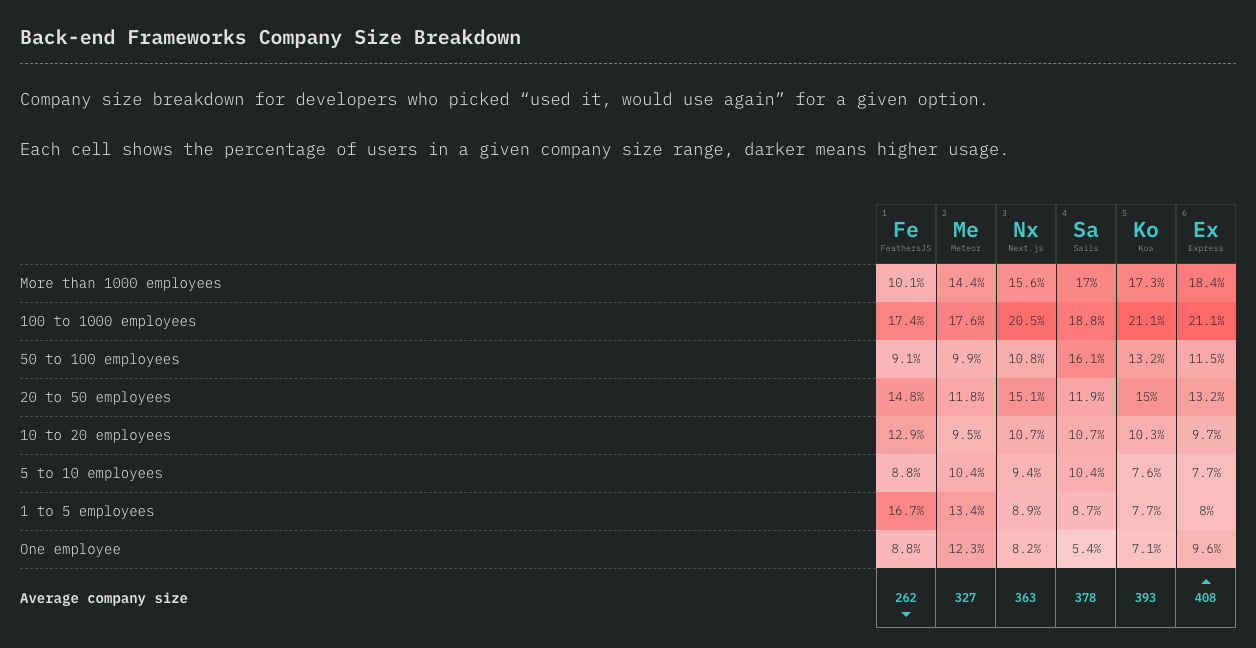 Back-end Frameworks Company Size Breakdown
Company size breakdown for developers who picked “used it, would use again” for a given option.
Each cell shows the percentage of users in a given company size range, darker means higher usage.
1 2 3 4 5 6
Fe Me Nx Sa Ko Ex
FeathersJS Meteor Next.js Sails Koa Express
More than 1000 employees 10.1% 14.4% 15.6% 17% 17.3% 18.4%
100 to 1000 employees 17.4% 17.6% 20.5% 18.8% 21.1% 21.1%
50 to 100 employees 9.1% 9.9% 10.8% 16.1% 13.2% 11.5%
20 to 50 employees 14.8% 11.8% 15.1% 11.9% 15% 13.2%
10 to 20 employees 12.9% 9.5% 10.7% 10.7% 10.3% 9.7%
5 to 10 employees 8.8% 10.4% 9.4% 10.4% 7.6% 7.7%
1 to 5 employees 16.7% 13.4% 8.9% 8.7% 7.7% 8%
One employee 8.8% 12.3% 8.2% 5.4% 7.1% 9.6%
Average company size 262 327 363 378 393 408